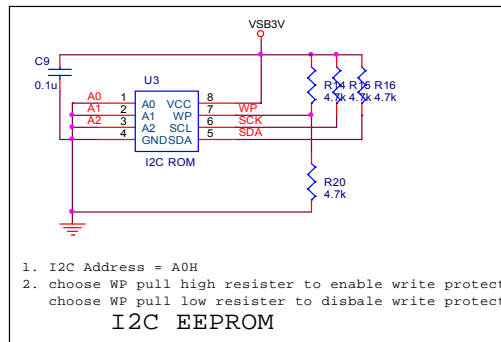 VSB3V
C9
0.1u
U3
A0 1 A0 VCC 8
A1 2 A1 WP 7 WP
A2 3 A2 SCL 6 SCK
4 GND SDA 5 SDA
I2C ROM
R14 R15 R16
4.7k 4.7k 4.7k
R20
4.7k
1. I2C Address = A0H
2. choose WP pull high resister to enable write protect
choose WP pull low resister to disbale write protect
I2C EEPROM